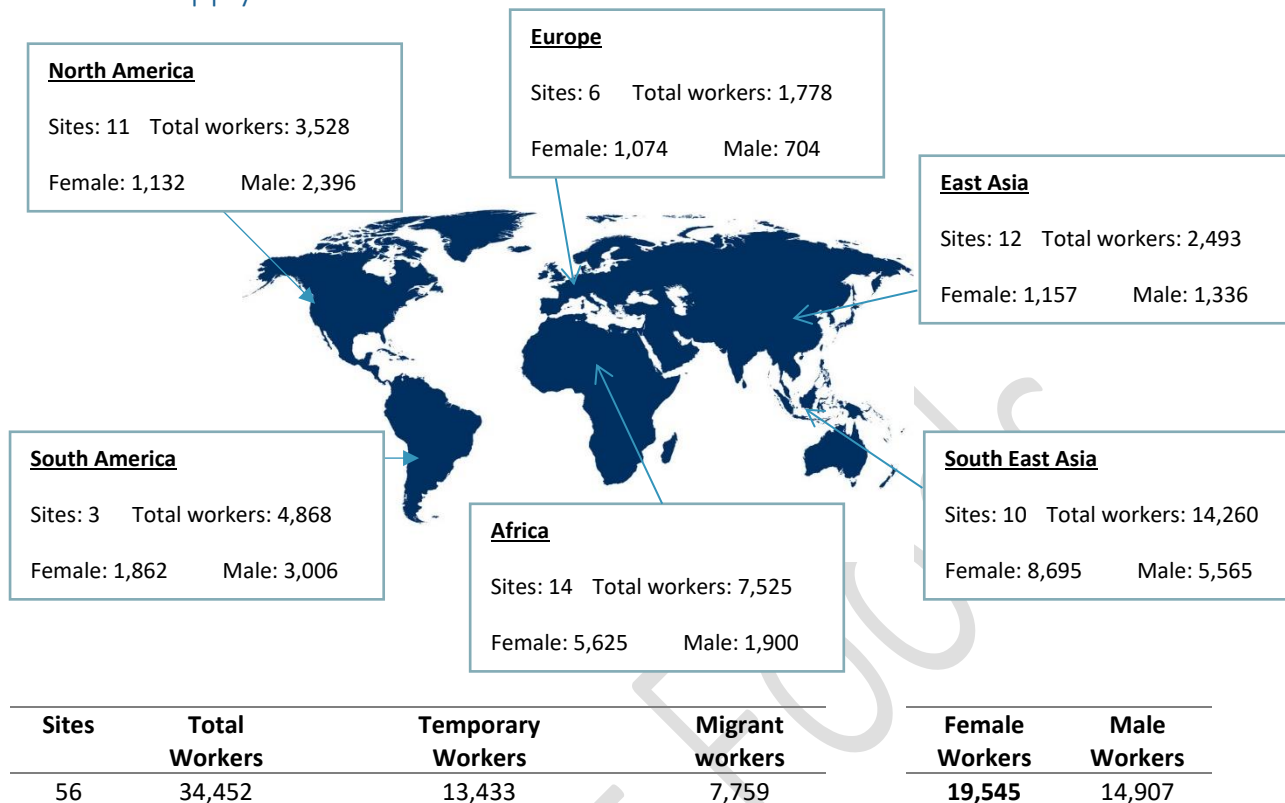 North America
Sites: 11 Total workers: 3,528
Female: 1,132 Male: 2,396
Europe
Sites: 6 Total workers: 1,778
Female: 1,074 Male: 704
East Asia
Sites: 12 Total workers: 2,493
Female: 1,157 Male: 1,336
South America
Sites: 3 Total workers: 4,868
Female: 1,862 Male: 3,006
Africa
Sites: 14 Total workers: 7,525
Female: 5,625 Male: 1,900
South East Asia
Sites: 10 Total workers: 14,260
Female: 8,695 Male: 5,565
Sites Total Temporary Migrant Female Male
Workers Workers workers Workers Workers
56 34,452 13,433 7,759 19,545 14,907